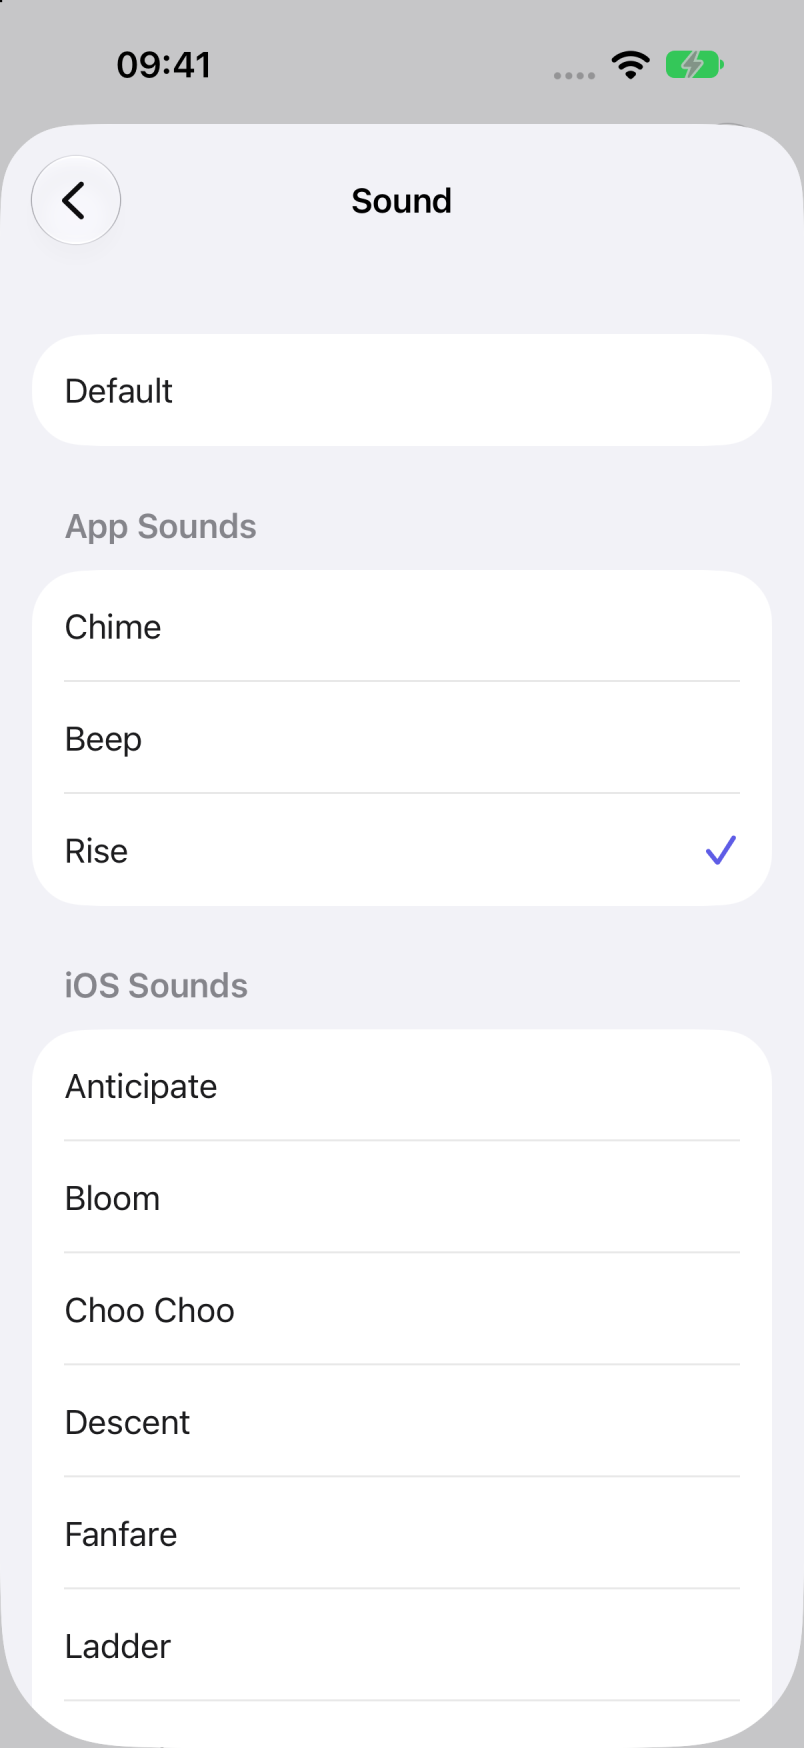 09:41
Sound
Default
App Sounds
Chime
Beep
Rise
iOS Sounds
Anticipate
Bloom
Choo Choo
Descent
Fanfare
Ladder